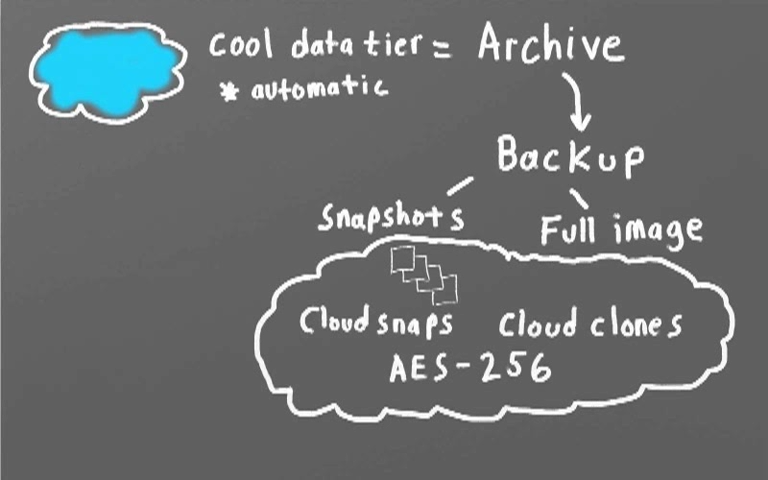 cool data tier = Archive
* automatic
Backup
Snapshots
Full image
Cloud snaps Cloud clones
AES-256